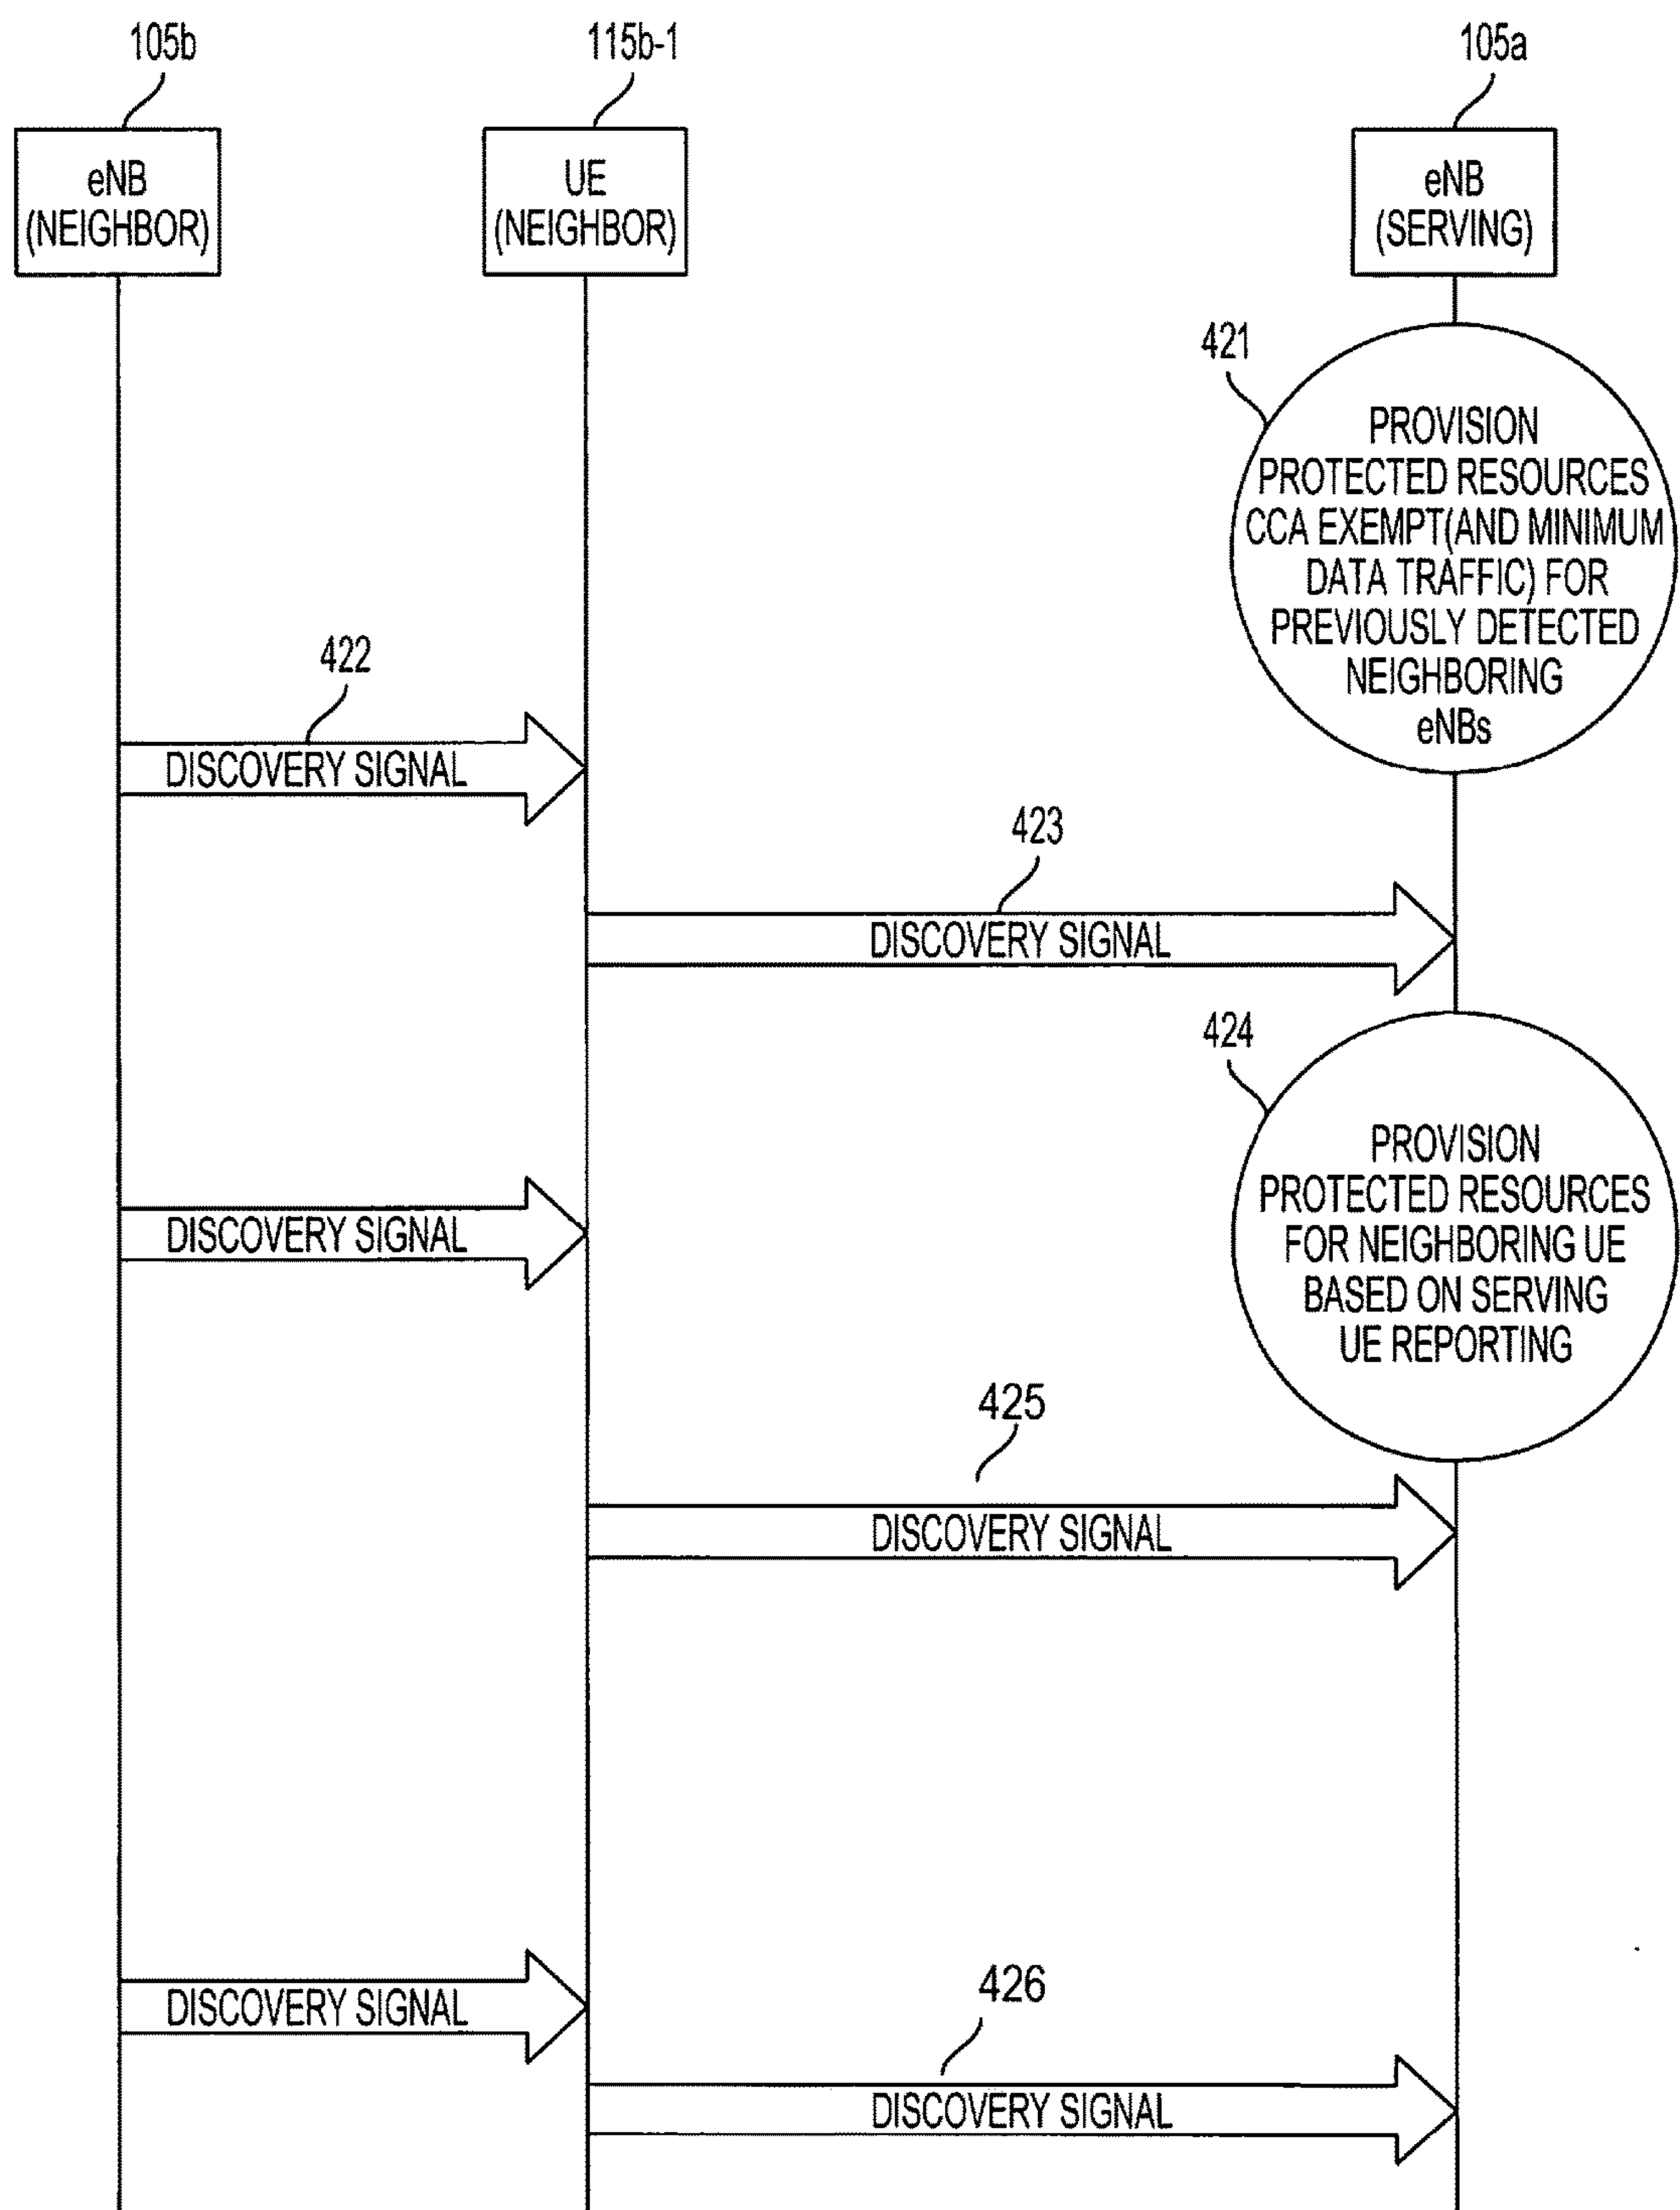 105b
115b-1
105a
eNB
(NEIGHBOR)
UE
(NEIGHBOR)
eNB
(SERVING)
421
PROVISION
PROTECTED RESOURCES
CCA EXEMPT(AND MINIMUM
DATA TRAFFIC) FOR
PREVIOUSLY DETECTED
NEIGHBORING
eNBs
422
DISCOVERY SIGNAL
423
DISCOVERY SIGNAL
424
PROVISION
PROTECTED RESOURCES
FOR NEIGHBORING UE
BASED ON SERVING
UE REPORTING
DISCOVERY SIGNAL
425
DISCOVERY SIGNAL
DISCOVERY SIGNAL
426
DISCOVERY SIGNAL